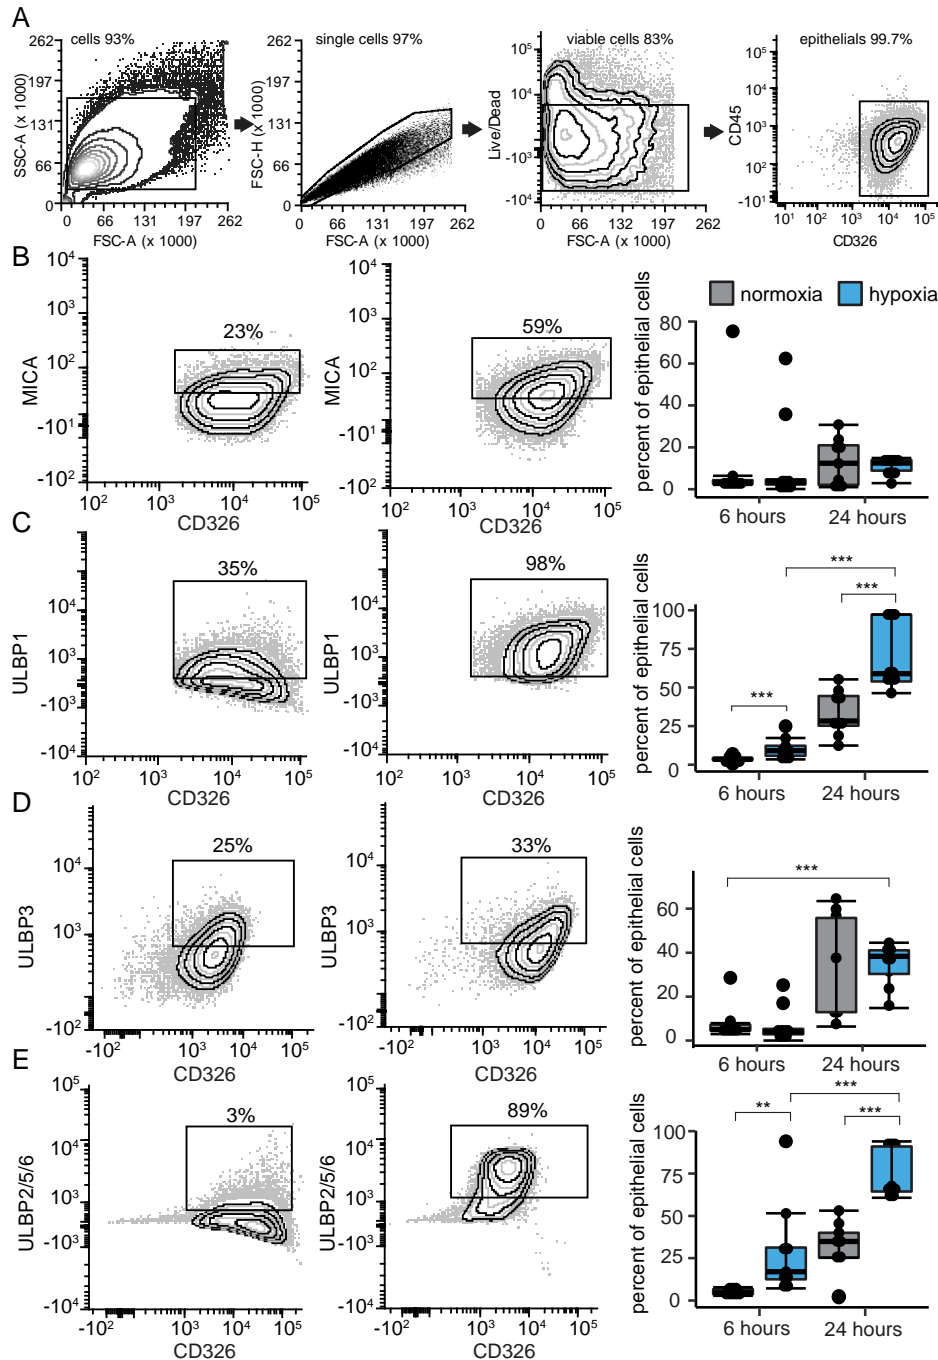 A
cells 93%
single cells 97%
viable cells 83%
epithelials 99.7%
SSC-A (x 1000)
262
197
131
66
0
0 66 131 197 262
FSC-A (x 1000)
FSC-H (x 1000)
262
197
131
66
0
0 66 131 197 262
FSC-A (x 1000)
Live/Dead
10^5
10^4
-10^3
-10^4
0 66 131 197 262
FSC-A (x 1000)
CD45
10^5
10^4
10^3
10^2
-10^1
10^1 10^2 10^3 10^4 10^5
CD326
B
MICA
10^4
10^3
10^2
-10^1
-10^2
23%
10^2 10^3 10^4 10^5
CD326
MICA
10^4
10^3
10^2
-10^1
-10^2
59%
10^2 10^3 10^4 10^5
CD326
normoxia hypoxia
percent of epithelial cells
80
60
40
20
0
6 hours 24 hours
C
ULBP1
10^4
10^3
-10^3
-10^4
35%
10^2 10^3 10^4 10^5
CD326
ULBP1
10^4
10^3
-10^3
-10^4
98%
10^2 10^3 10^4 10^5
CD326
percent of epithelial cells
100
75
50
25
0
***
***
***
6 hours 24 hours
D
ULBP3
10^4
10^3
-10^2
25%
-10^2 10^3 10^4 10^5
CD326
ULBP3
10^4
10^3
-10^2
33%
-10^2 10^3 10^4 10^5
CD326
percent of epithelial cells
60
40
20
0
***
6 hours 24 hours
E
ULBP2/5/6
10^5
10^4
10^3
-10^3
-10^4
3%
-10^2 10^3 10^4 10^5
CD326
ULBP2/5/6
10^5
10^4
10^3
-10^3
-10^4
89%
-10^2 10^3 10^4 10^5
CD326
percent of epithelial cells
100
75
50
25
0
***
**
***
6 hours 24 hours